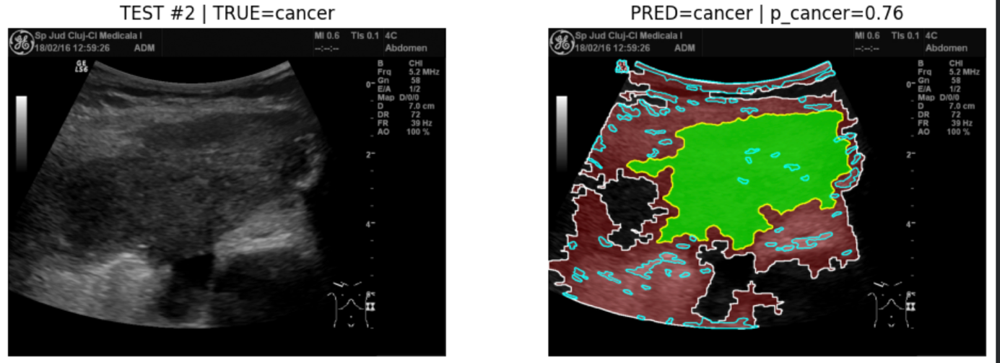 TEST #2 | TRUE=cancer
Sp Jud Cluj-Cl Medicala I
18/02/16 12:59:26 ADM
MI 0.6 TIs 0.1 4C
--:--:-- Abdomen
GE
LS6
B CHI
Frq 5.2 MHz
Gn 58
E/A 1/2
Map D/0/0
D 7.0 cm
DR 72
FR 39 Hz
AO 100 %
0
2
4
PRED=cancer | p_cancer=0.76
Sp Jud Cluj-Cl Medicala I
18/02/16 12:59:26 ADM
MI 0.6 TIs 0.1 4C
--:--:-- Abdomen
B CHI
Frq 5.2 MHz
Gn 58
E/A 1/2
Map D/0/0
D 7.0 cm
DR 72
FR 39 Hz
AO 100 %
0
2
4